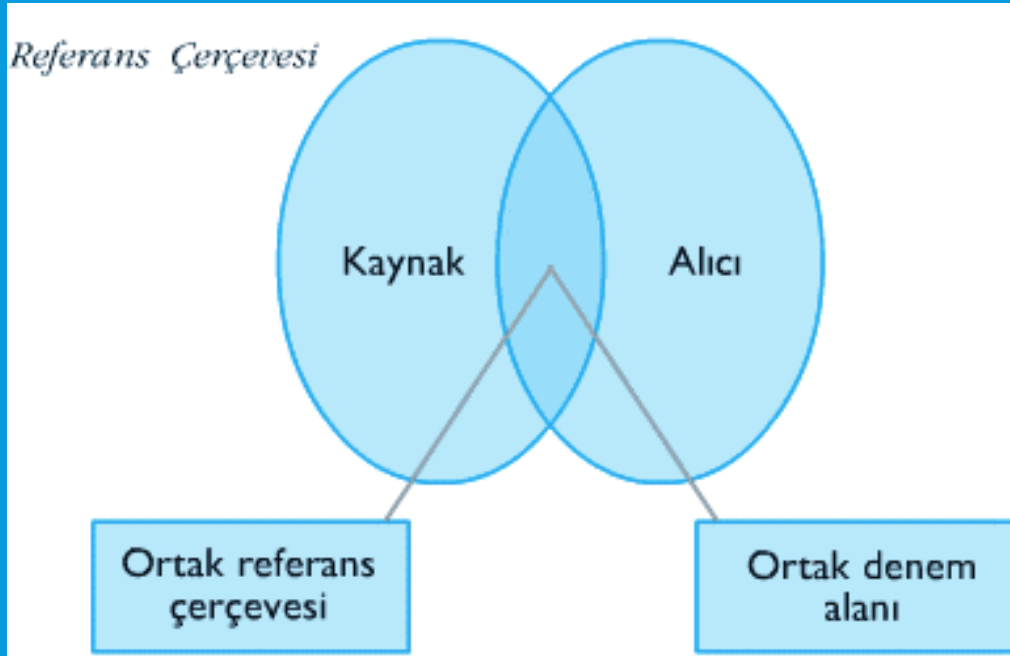 Referans Çerçevesi
Kaynak
Alıcı
Ortak referans
çerçevesi
Ortak denem
alanı